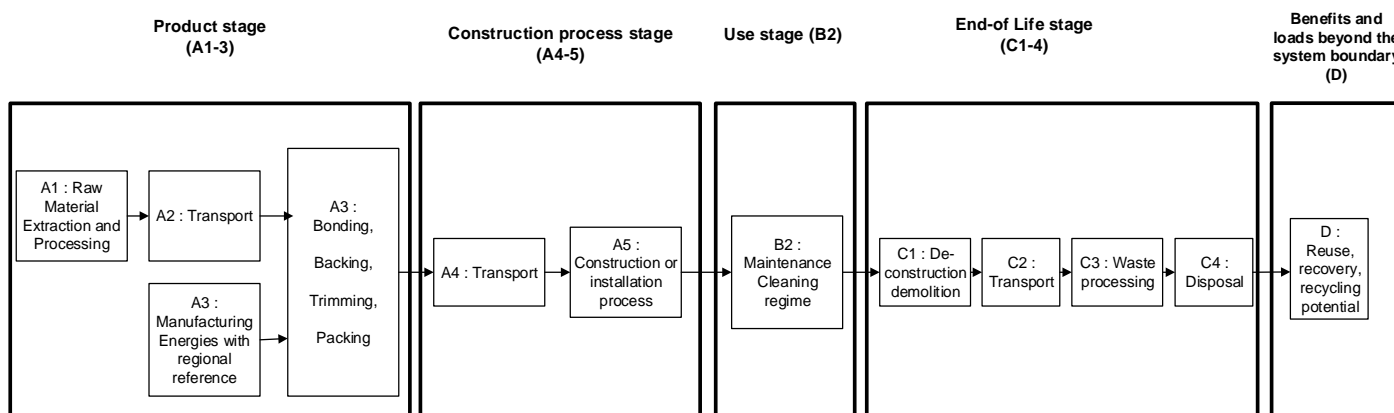 Product stage
(A1-3)
Construction process stage
(A4-5)
Use stage (B2)
End-of Life stage
(C1-4)
Benefits and
loads beyond the
system boundary
(D)
A1 : Raw
Material
Extraction and
Processing
A2 : Transport
A3 :
Manufacturing
Energies with
regional
reference
A3 :
Bonding,
Backing,
Trimming,
Packing
A4 : Transport
A5 :
Construction or
installation
process
B2 :
Maintenance
Cleaning
regime
C1 : De-
construction
demolition
C2 :
Transport
C3 : Waste
processing
C4 :
Disposal
D :
Reuse,
recovery,
recycling
potential